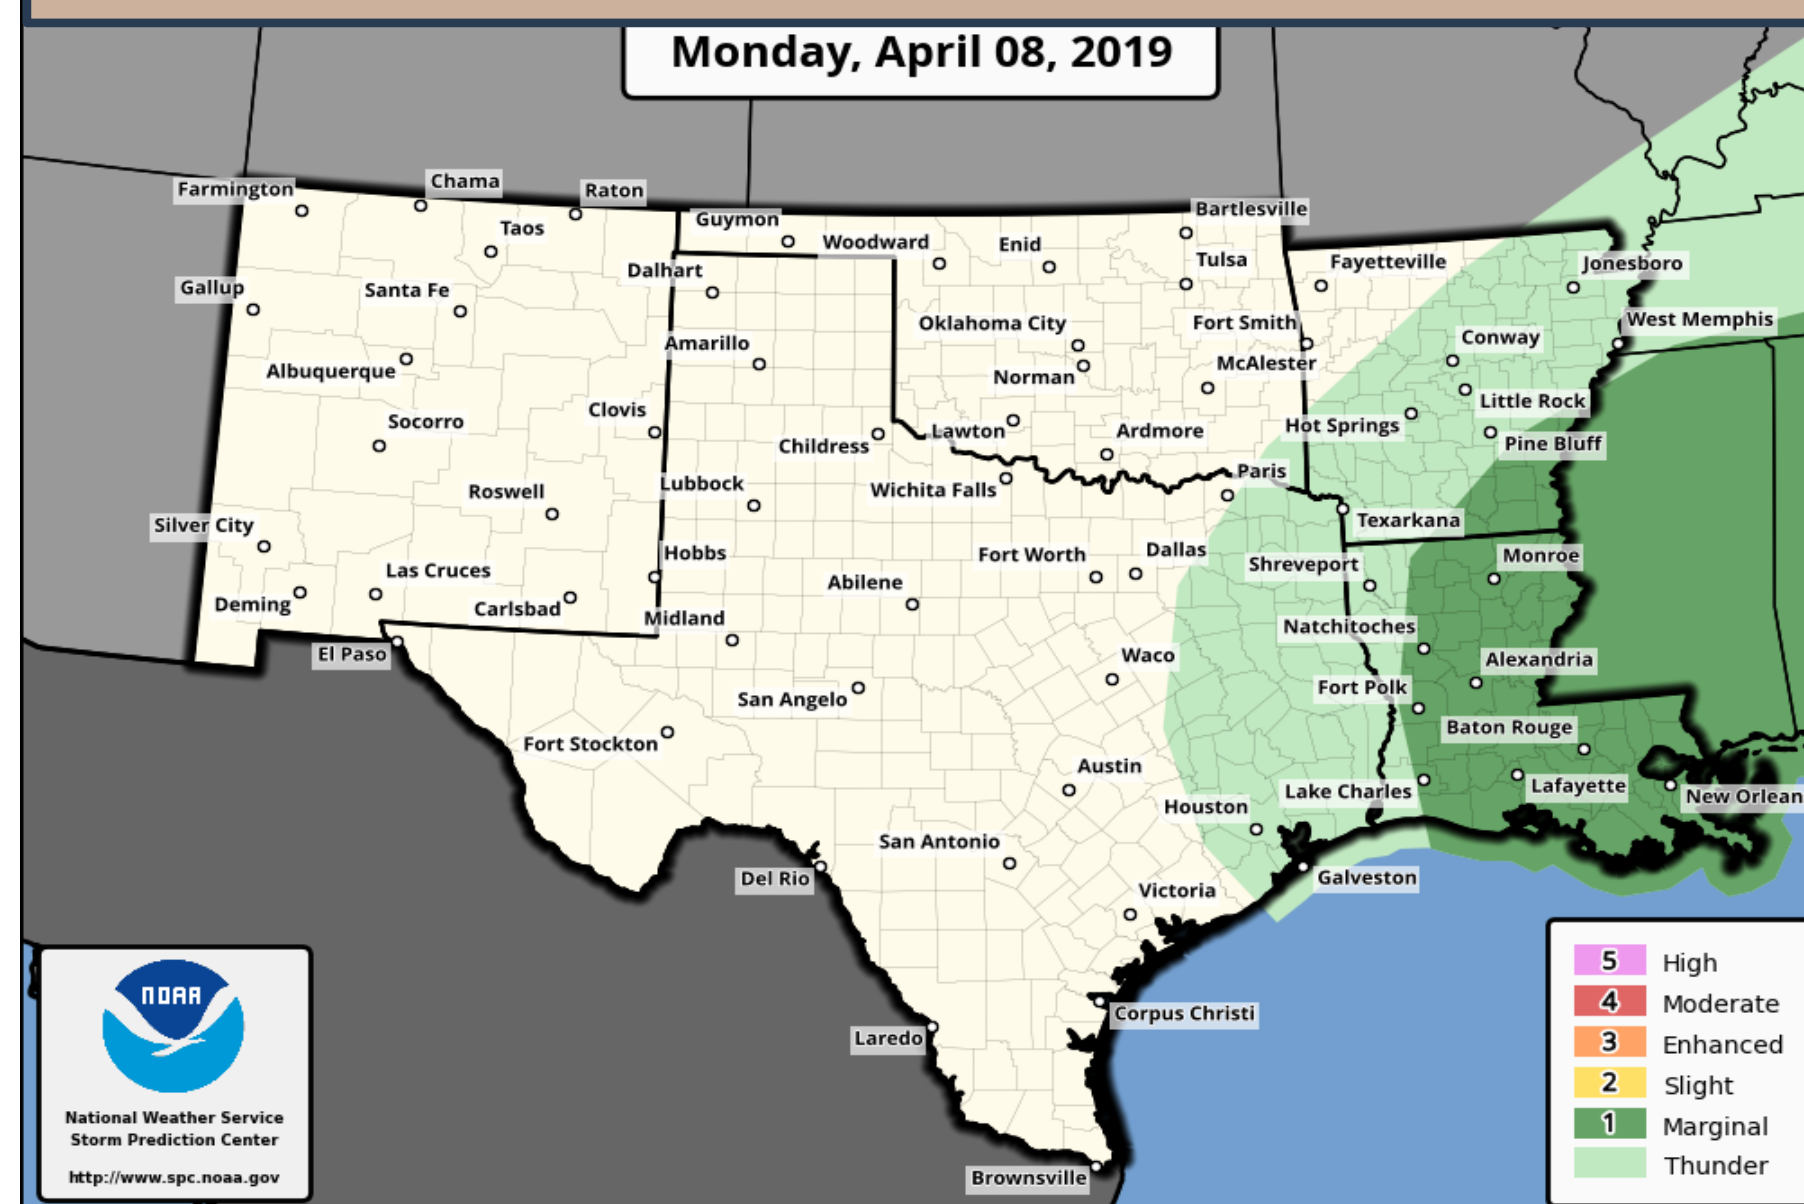 Monday, April 08, 2019
Farmington
Chama
Raton
Taos
Guymon
Woodward
Enid
Bartlesville
Tulsa
Fayetteville
Jonesboro
Gallup
Santa Fe
Dalhart
Oklahoma City
Fort Smith
West Memphis
Conway
Amarillo
McAlester
Albuquerque
Norman
Little Rock
Socorro
Clovis
Childress
Lawton
Ardmore
Hot Springs
Pine Bluff
Roswell
Lubbock
Wichita Falls
Paris
Silver City
Texarkana
Las Cruces
Hobbs
Fort Worth
Dallas
Shreveport
Monroe
Deming
Carlsbad
Midland
Abilene
Natchitoches
El Paso
Waco
Alexandria
San Angelo
Fort Polk
Fort Stockton
Baton Rouge
Austin
Houston
Lake Charles
Lafayette
New Orlean
San Antonio
Del Rio
Victoria
Galveston
Corpus Christi
Laredo
Brownsville
NOAA
National Weather Service
Storm Prediction Center
http://www.spc.noaa.gov
5 High
4 Moderate
3 Enhanced
2 Slight
1 Marginal
Thunder